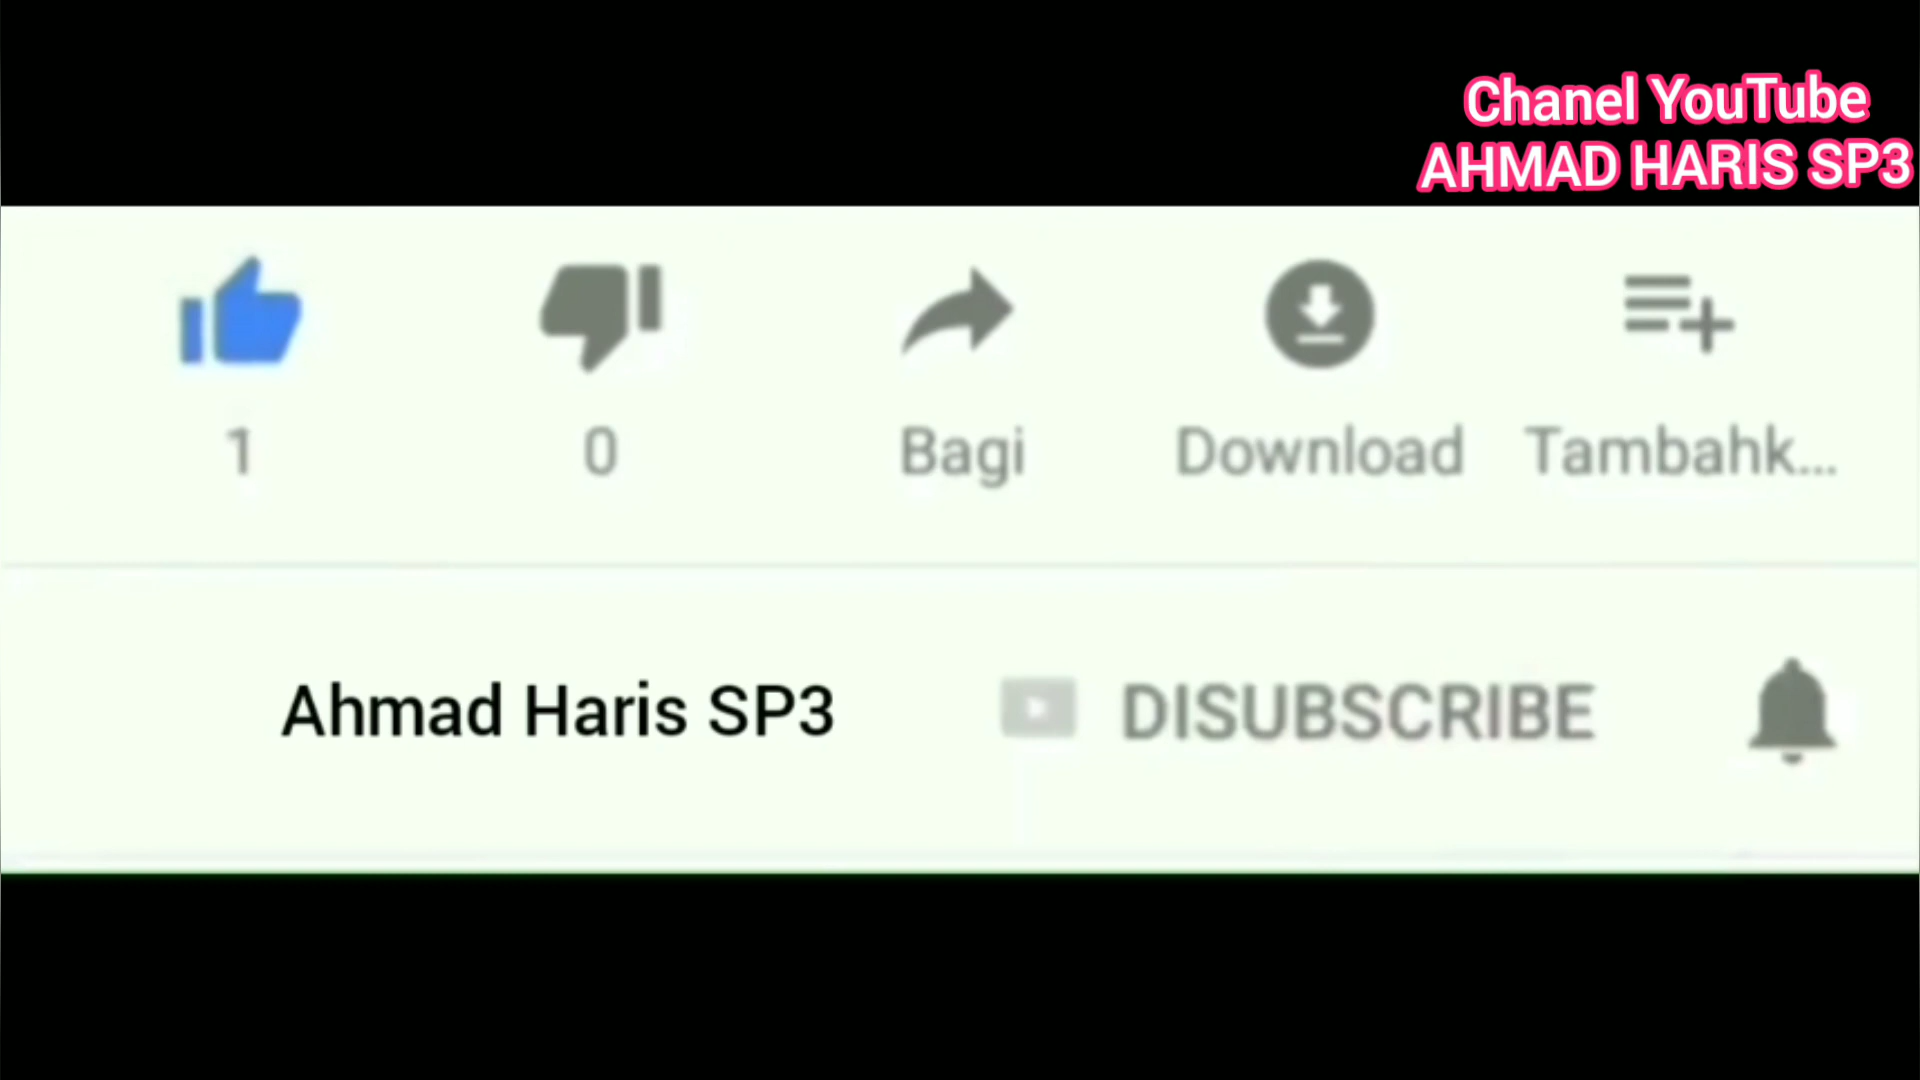 Chanel YouTube
AHMAD HARIS SP3
1
0
Bagi
Download
Tambahk...
Ahmad Haris SP3
DISUBSCRIBE